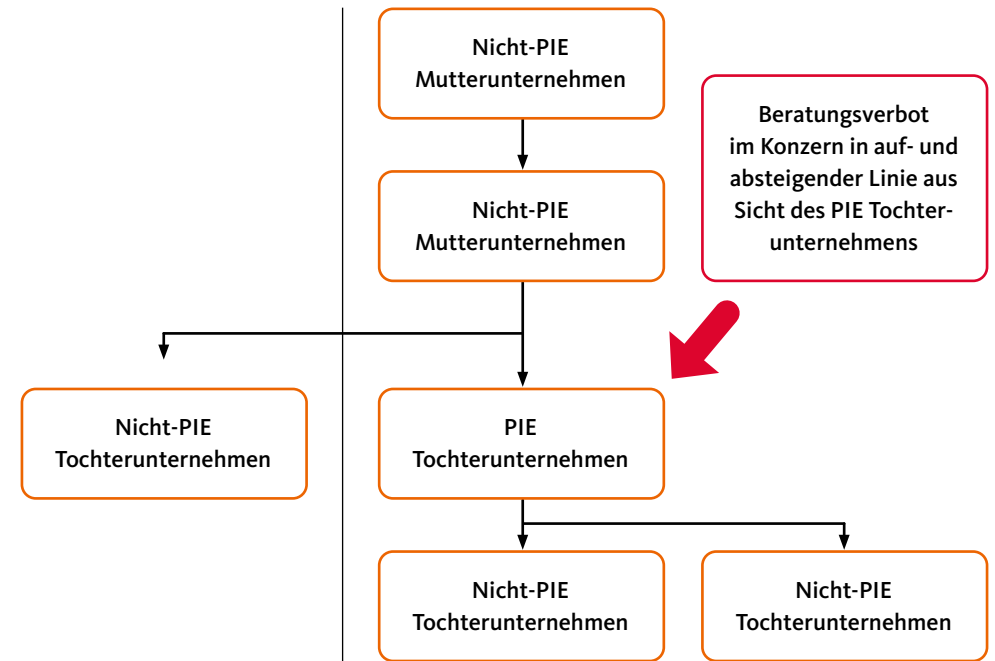 Nicht-PIE
Mutterunternehmen
Beratungsverbot
im Konzern in auf- und
absteigender Linie aus
Sicht des PIE Tochter-
unternehmens
Nicht-PIE
Mutterunternehmen
Nicht-PIE
Tochterunternehmen
PIE
Tochterunternehmen
Nicht-PIE
Tochterunternehmen
Nicht-PIE
Tochterunternehmen